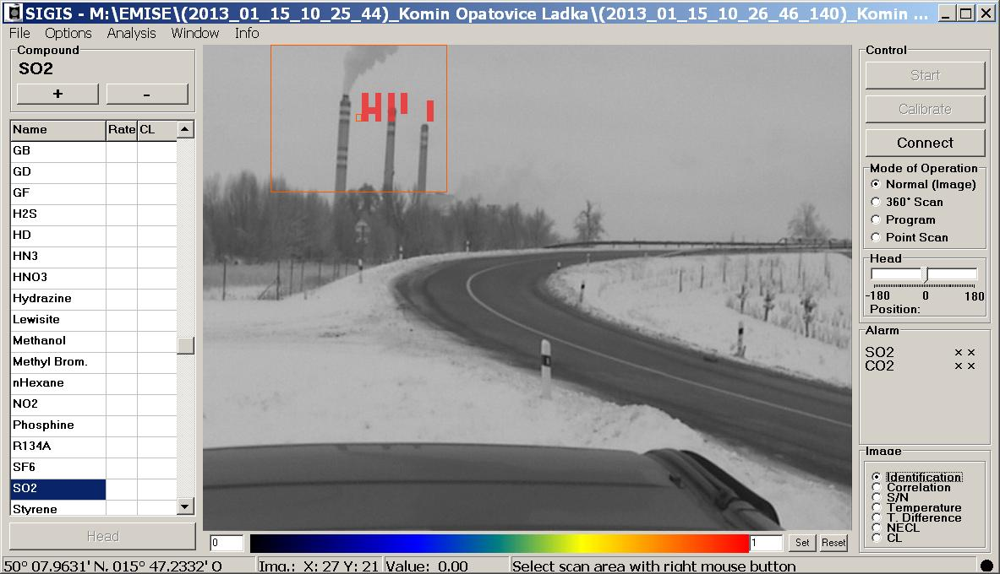 SIGIS - M:\EMISE\(2013_01_15_10_25_44)_Komin Opatovice Ladka\(2013_01_15_10_26_46_140)_Komin ...
File Options Analysis Window Info
Compound
SO2
+ -
Name Rate CL
GB
GD
GF
H2S
HD
HN3
HNO3
Hydrazine
Lewisite
Methanol
Methyl Brom.
nHexane
NO2
Phosphine
R134A
SF6
SO2
Styrene
Head
0
1
Set Reset
Control
Start
Calibrate
Connect
Mode of Operation
Normal (Image)
360° Scan
Program
Point Scan
Head
-180 0 180
Position:
Alarm
SO2 × ×
CO2 × ×
Image
Identification
Correlation
S/N
Temperature
T. Difference
NECL
CL
50° 07.9631' N, 015° 47.2332' O Img.: X: 27 Y: 21 Value: 0.00 Select scan area with right mouse button